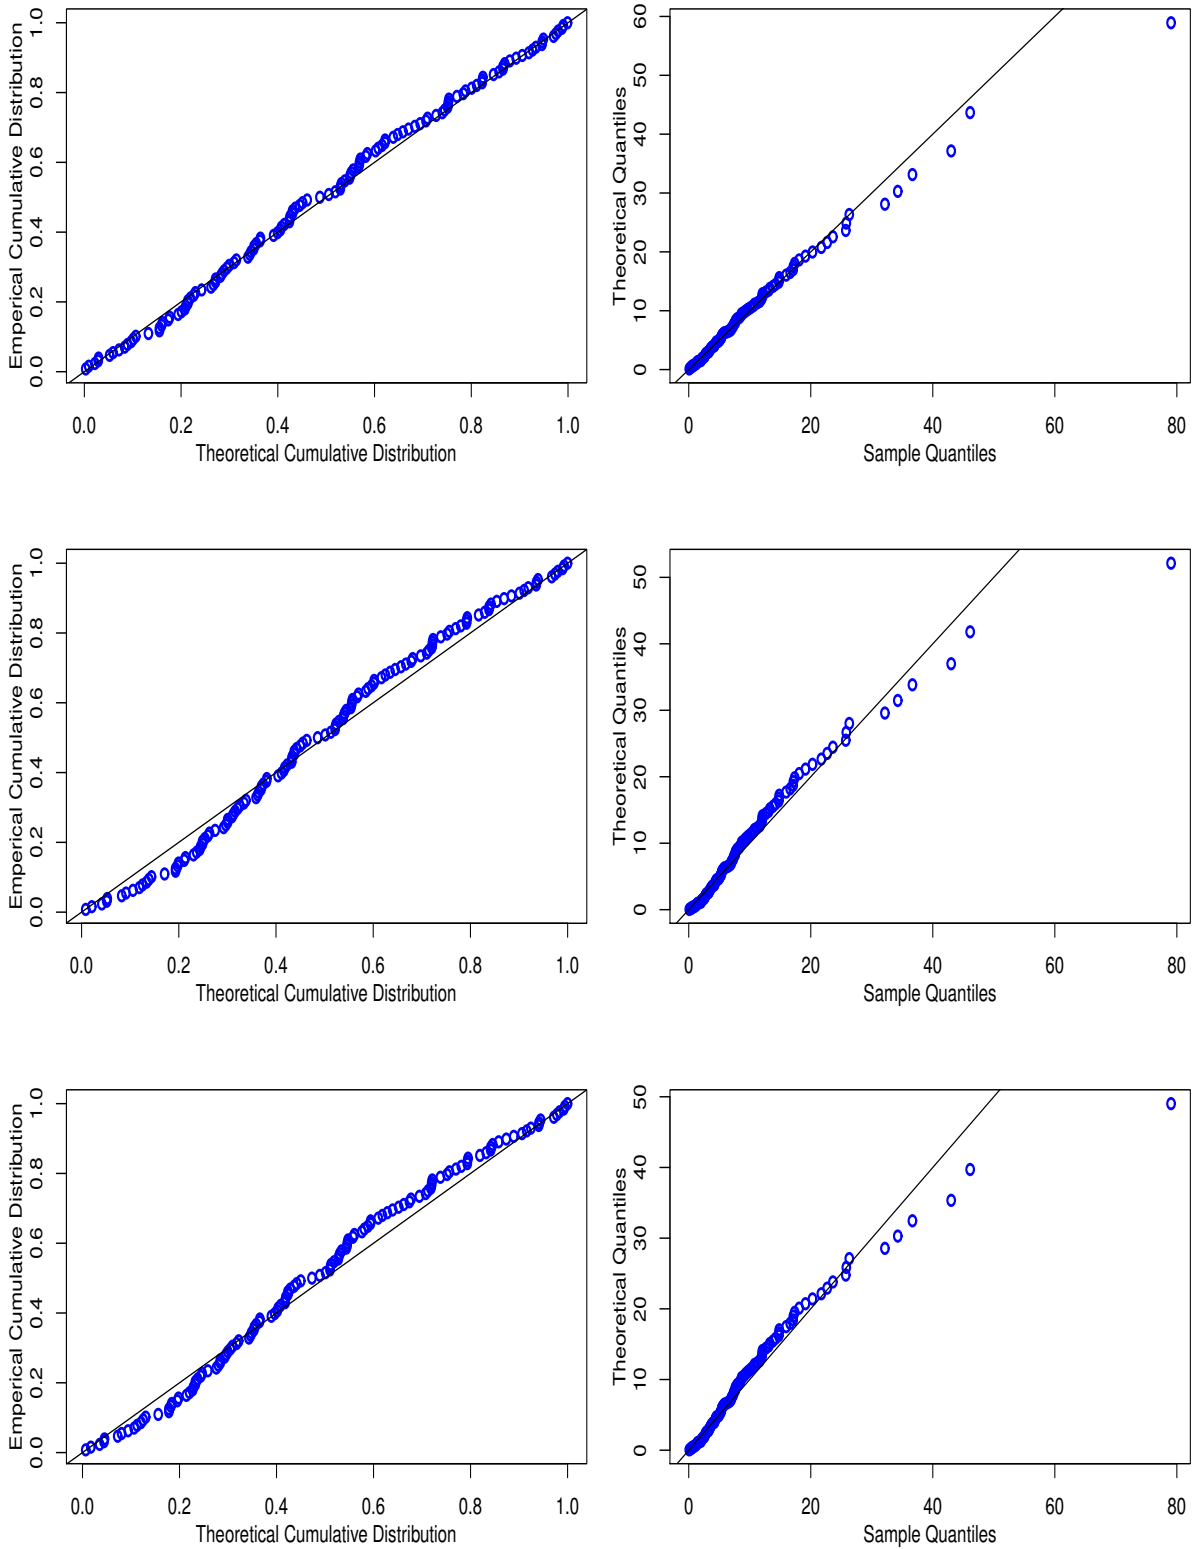 Emperical Cumulative Distribution
0.0 0.2 0.4 0.6 0.8 1.0
0.0 0.2 0.4 0.6 0.8 1.0
Theoretical Cumulative Distribution
Theoretical Quantiles
0 10 20 30 40 50 60
0 20 40 60 80
Sample Quantiles
Emperical Cumulative Distribution
0.0 0.2 0.4 0.6 0.8 1.0
0.0 0.2 0.4 0.6 0.8 1.0
Theoretical Cumulative Distribution
Theoretical Quantiles
0 10 20 30 40 50
0 20 40 60 80
Sample Quantiles
Emperical Cumulative Distribution
0.0 0.2 0.4 0.6 0.8 1.0
0.0 0.2 0.4 0.6 0.8 1.0
Theoretical Cumulative Distribution
Theoretical Quantiles
0 10 20 30 40 50
0 20 40 60 80
Sample Quantiles